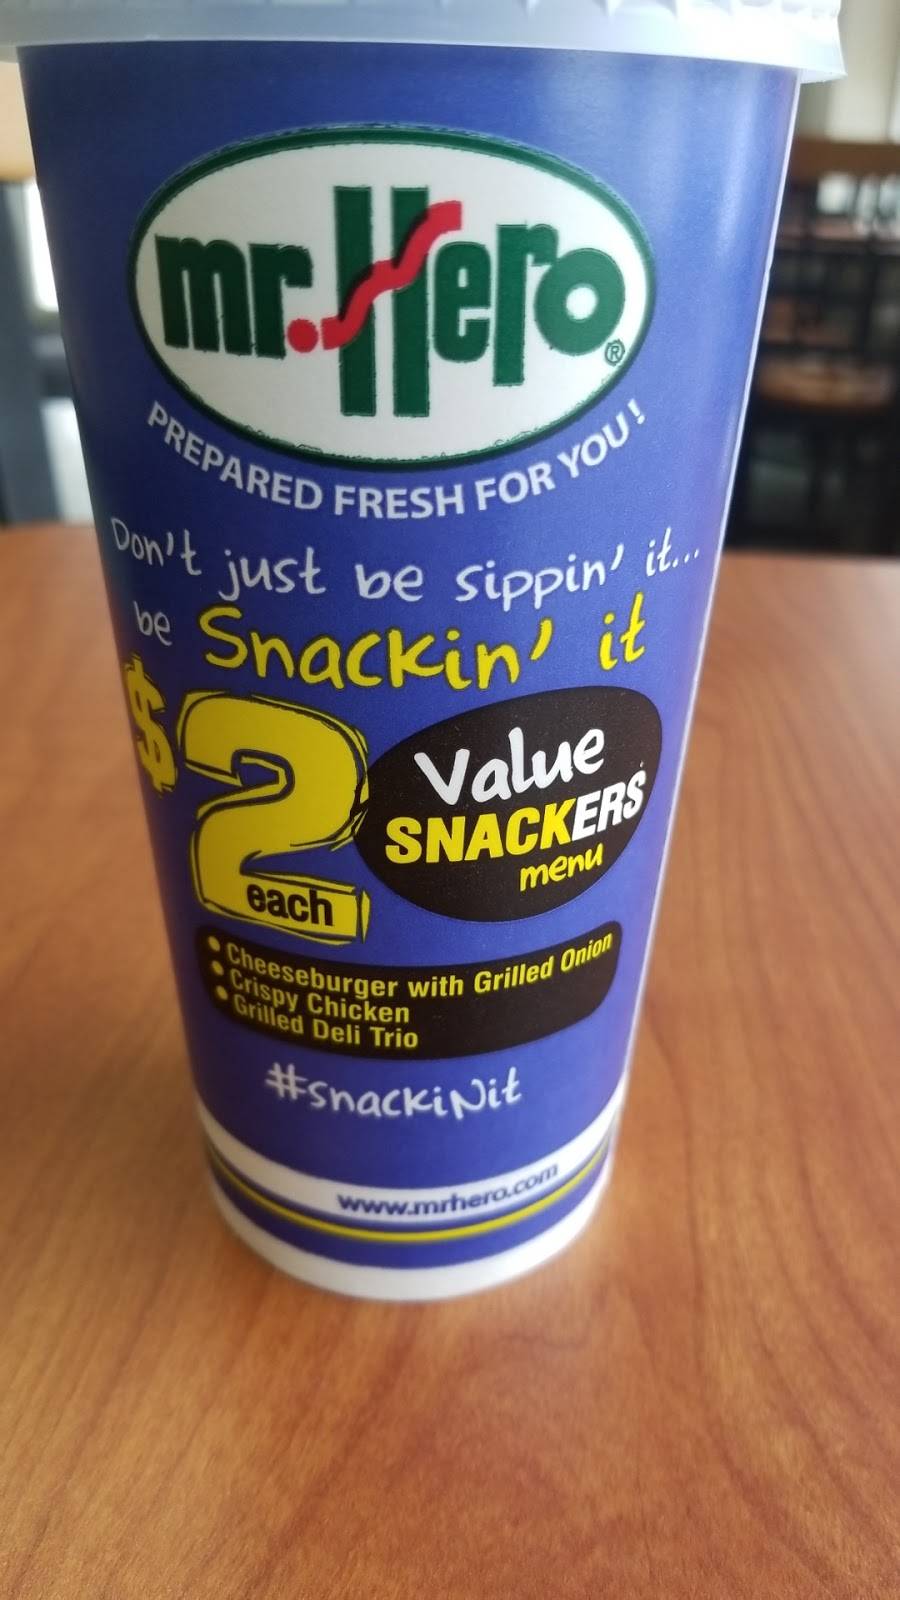 mr.Hero®
PREPARED FRESH FOR YOU!
Don't just be sippin' it...
be Snackin' it
$2 each
Value
SNACKERS
menu
• Cheeseburger with Grilled Onion
• Crispy Chicken
• Grilled Deli Trio
#snackiNit
www.mrhero.com